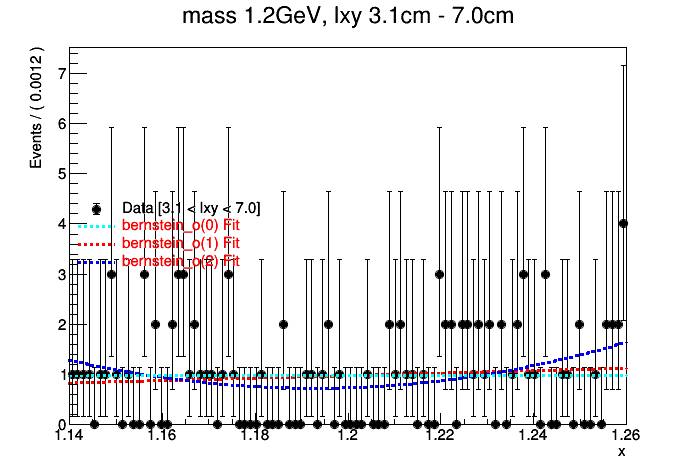 mass 1.2GeV, lxy 3.1cm - 7.0cm
Events / ( 0.0012 )
7
6
5
4
3
2
1
0
Data [3.1 < lxy < 7.0]
bernstein_o(0) Fit
bernstein_o(1) Fit
bernstein_o(2) Fit
1.14 1.16 1.18 1.2 1.22 1.24 1.26
x